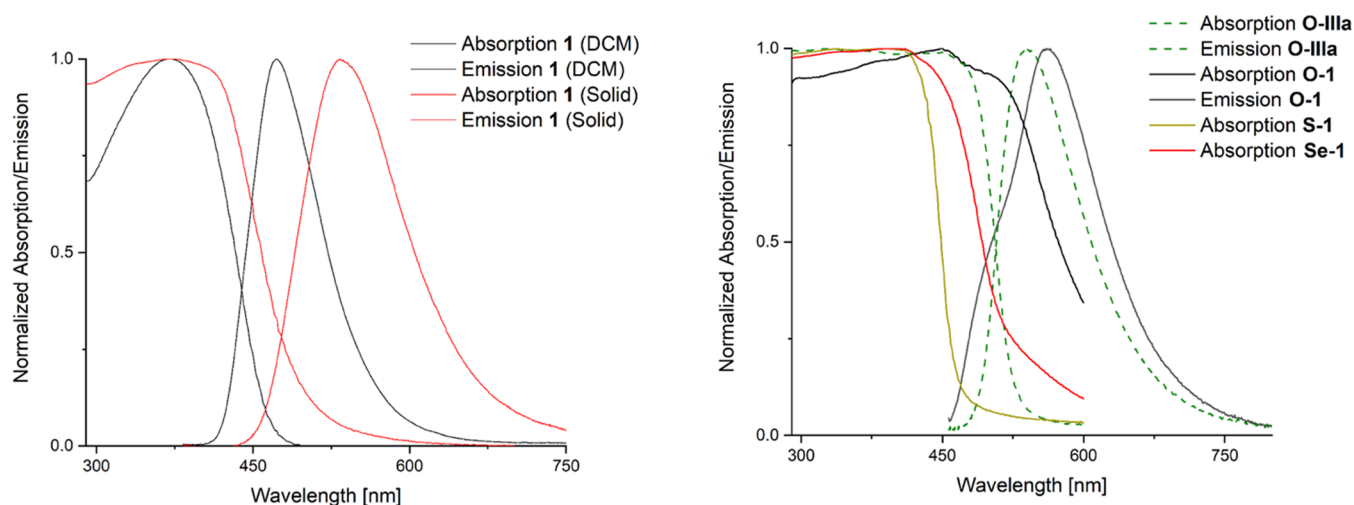 Absorption 1 (DCM)
Emission 1 (DCM)
Absorption 1 (Solid)
Emission 1 (Solid)
1.0
0.5
0.0
300
450
600
750
Normalized Absorption/Emission
Wavelength [nm]
Absorption O-IIIa
Emission O-IIIa
Absorption O-1
Emission O-1
Absorption S-1
Absorption Se-1
1.0
0.5
0.0
300
450
600
750
Normalized Absorption/Emission
Wavelength [nm]